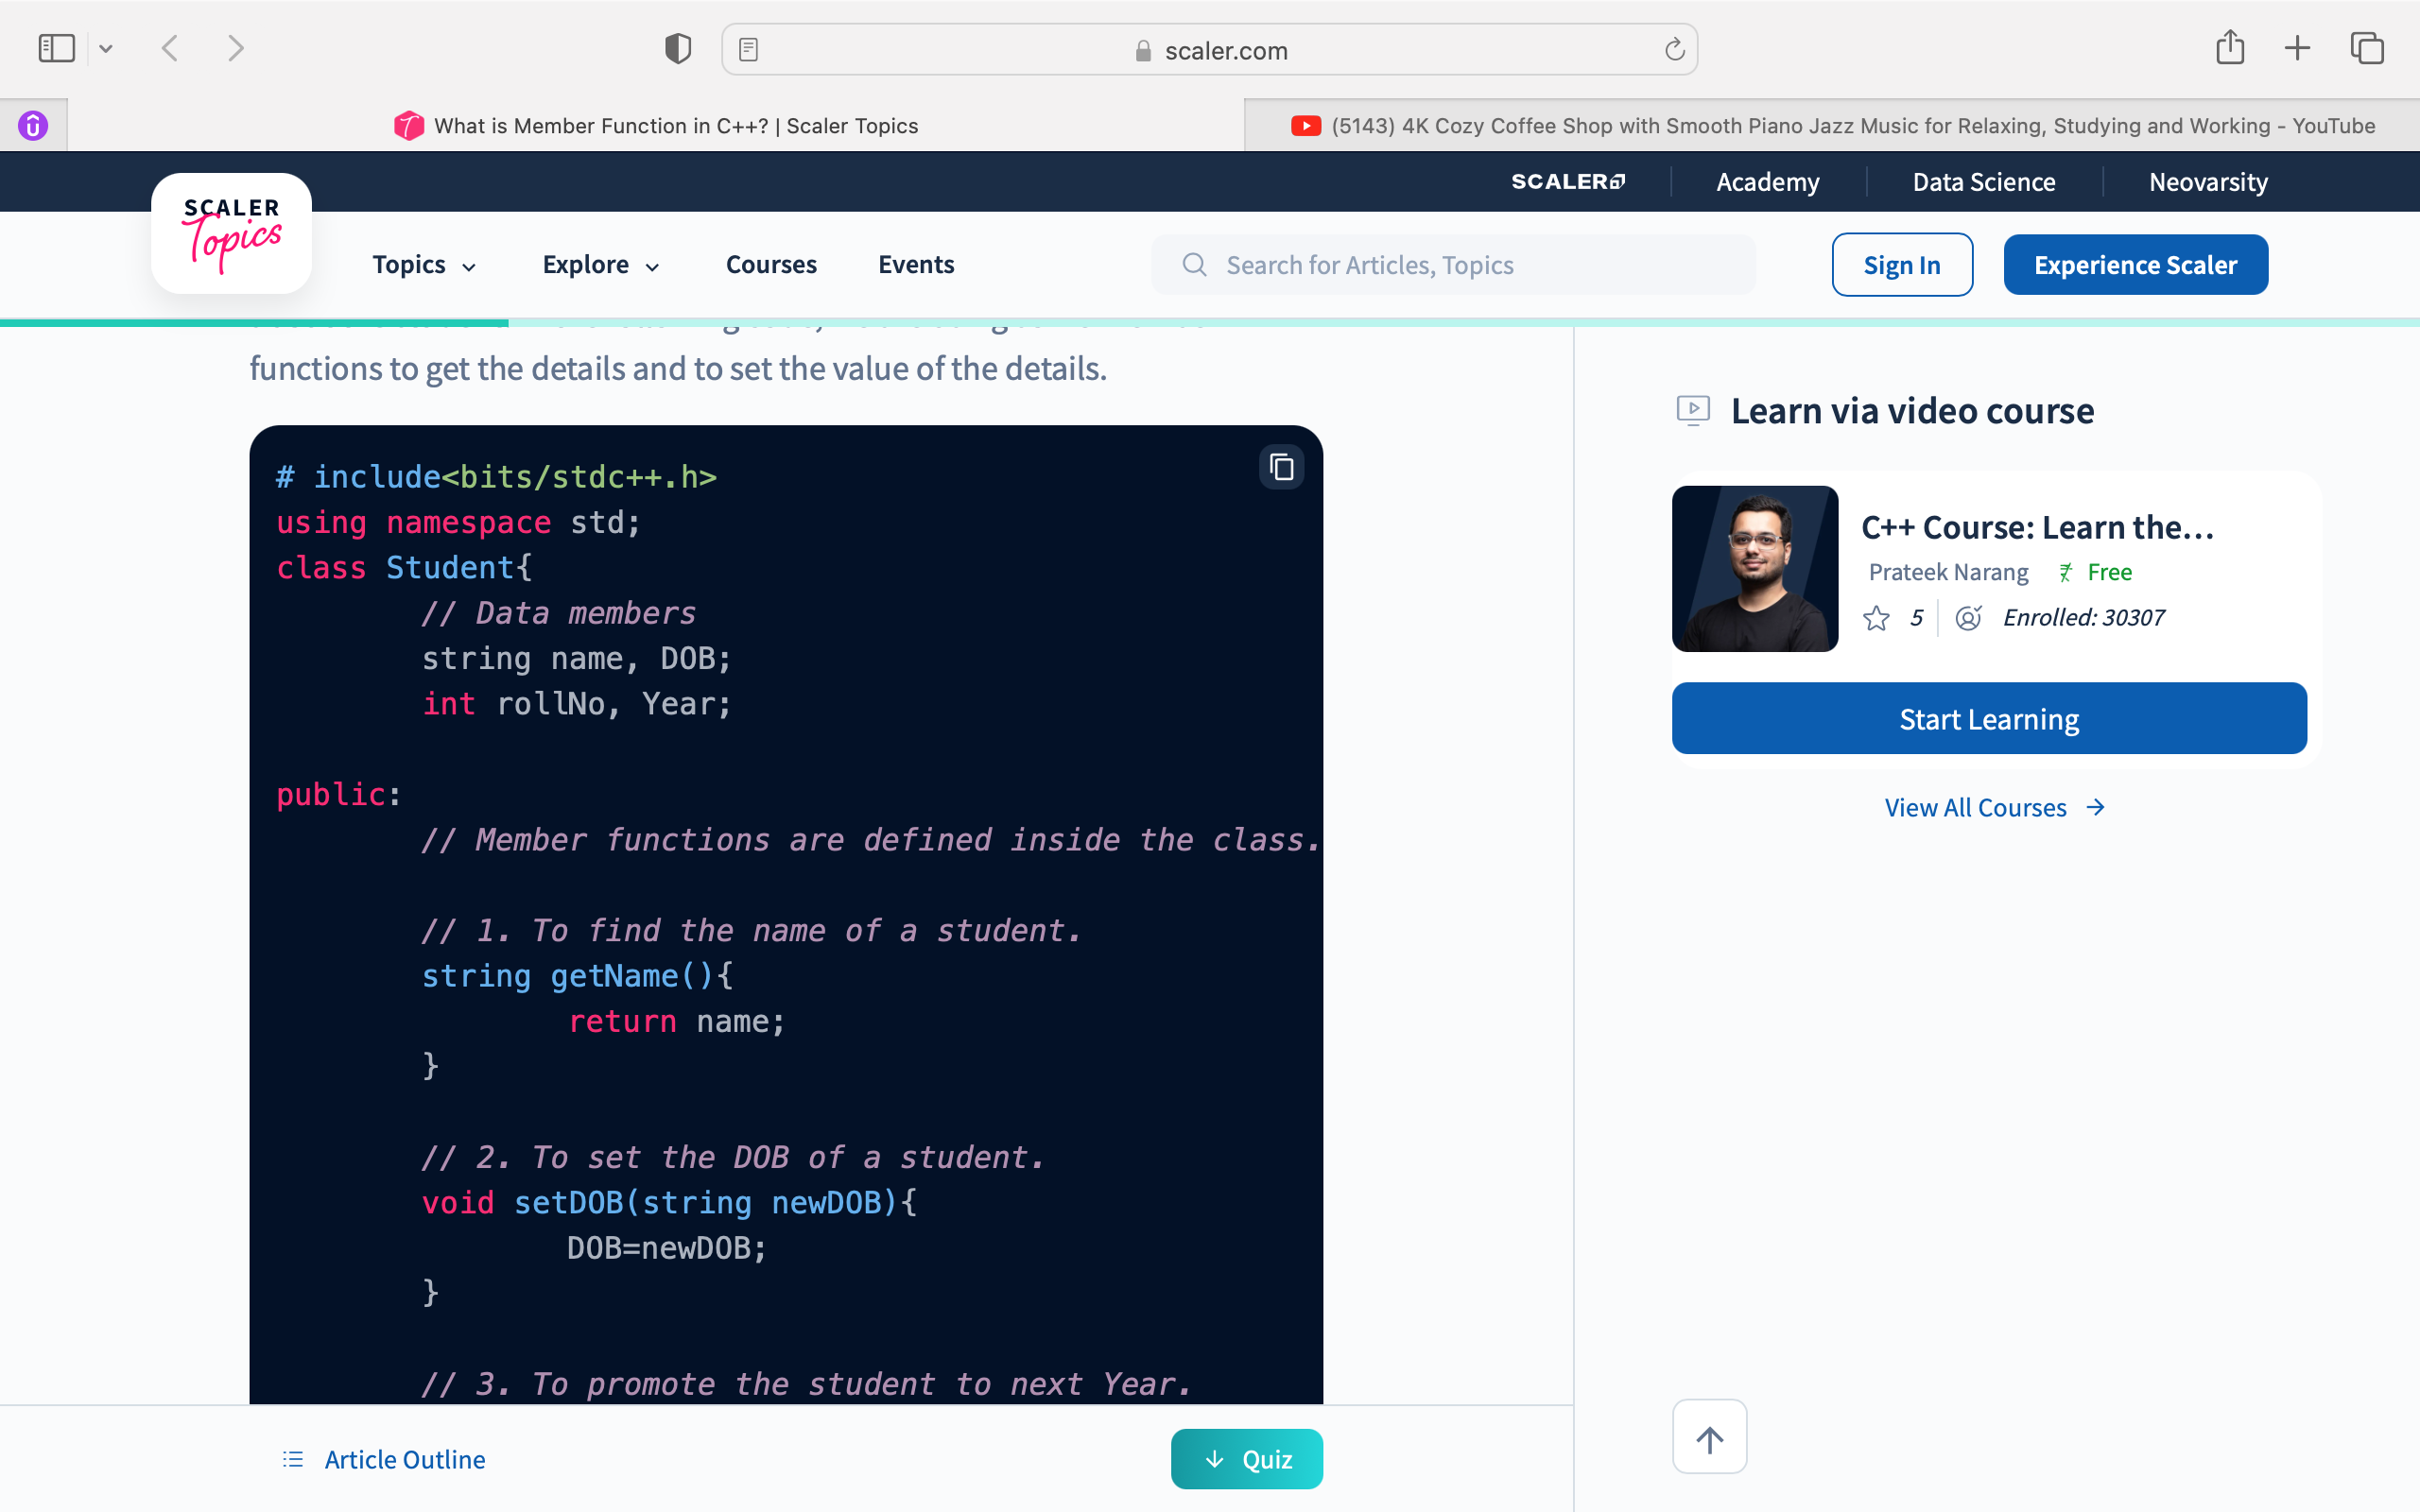 scaler.com
What is Member Function in C++? | Scaler Topics
(5143) 4K Cozy Coffee Shop with Smooth Piano Jazz Music for Relaxing, Studying and Working - YouTube
SCALER
Academy
Data Science
Neovarsity
SCALER
Topics
Topics
Explore
Courses
Events
Search for Articles, Topics
Sign In
Experience Scaler
functions to get the details and to set the value of the details.
# include<bits/stdc++.h>
using namespace std;
class Student{
// Data members
string name, DOB;
int rollNo, Year;
public:
// Member functions are defined inside the class.
// 1. To find the name of a student.
string getName(){
return name;
}
// 2. To set the DOB of a student.
void setDOB(string newDOB){
DOB=newDOB;
}
// 3. To promote the student to next Year.
Learn via video course
C++ Course: Learn the...
Prateek Narang
Free
5
Enrolled: 30307
Start Learning
View All Courses
Article Outline
Quiz